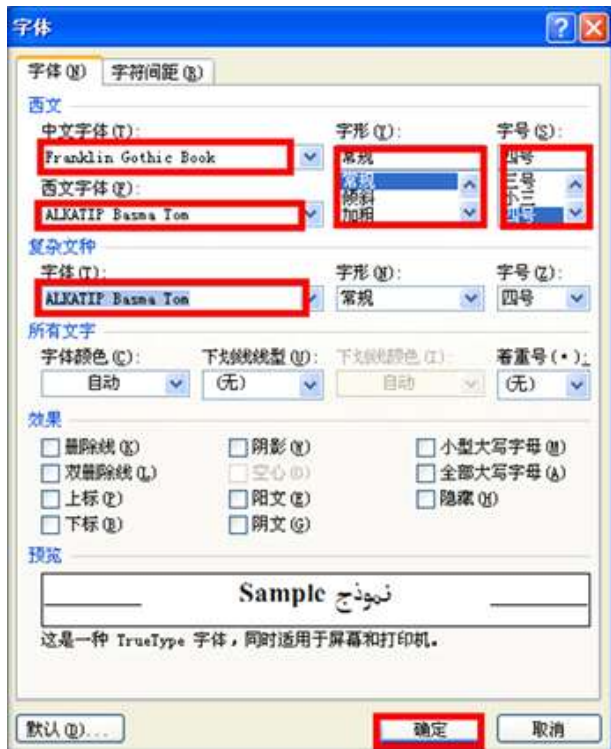 字体
字体(N) 字符间距(R)
西文
中文字体(T): 字形(Y): 字号(S):
Franklin Gothic Book 常规 四号
西文字体(F): 常规 三号
倾斜 小三
ALKATIP Basma Tom 加粗 四号
复杂文种
字体(T): 字形(N): 字号(Z):
ALKATIP Basma Tom 常规 四号
所有文字
字体颜色(C): 下划线线型(U): 下划线颜色(I): 着重号(·):
自动 (无) 自动 (无)
效果
删除线(K) 阴影(W) 小型大写字母(M)
双删除线(L) 空心(O) 全部大写字母(A)
上标(P) 阳文(E) 隐藏(H)
下标(B) 阴文(G)
预览
Sample نموذج
这是一种 TrueType 字体，同时适用于屏幕和打印机。
默认(D)... 确定 取消